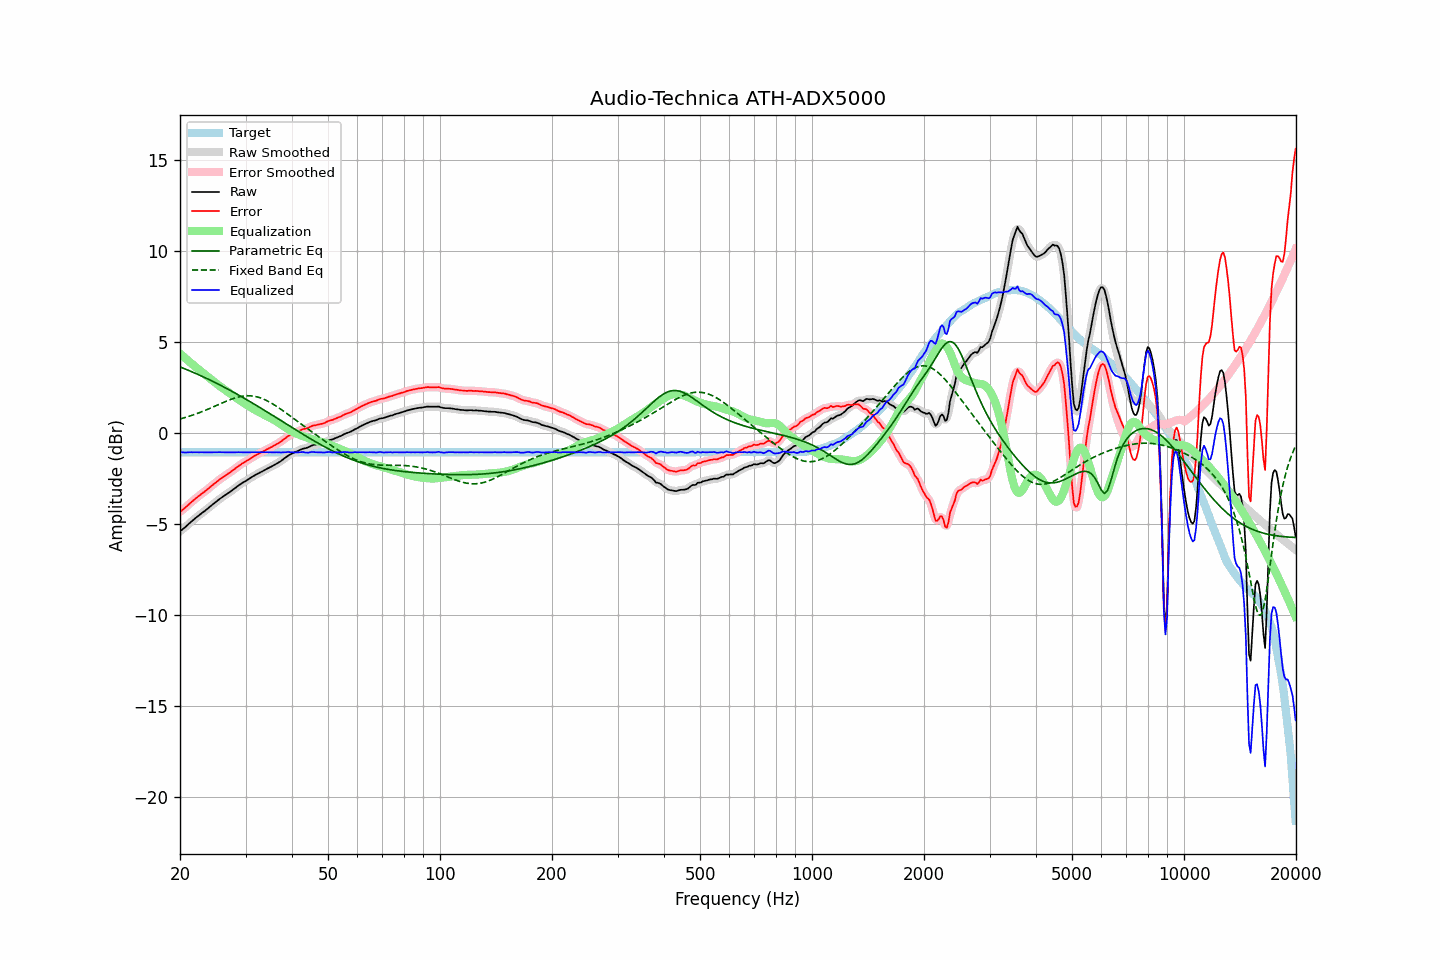 Audio-Technica ATH-ADX5000
Target
Raw Smoothed
Error Smoothed
Raw
Error
Equalization
Parametric Eq
Fixed Band Eq
Equalized
15
10
5
0
−5
−10
−15
−20
Amplitude (dBr)
20
50
100
200
500
1000
2000
5000
10000
20000
Frequency (Hz)